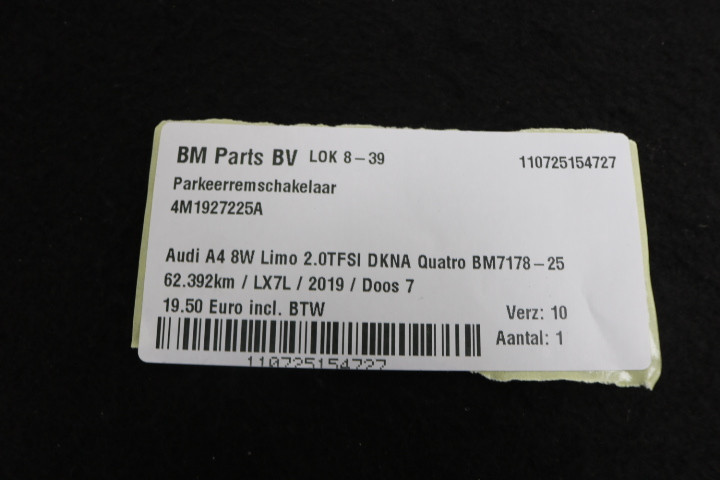 BM Parts BV LOK 8-39 110725154727
Parkeerremschakelaar
4M1927225A
Audi A4 8W Limo 2.0TFSI DKNA Quatro BM7178-25
62.392km / LX7L / 2019 / Doos 7
19.50 Euro incl. BTW Verz: 10
Aantal: 1
110725154727